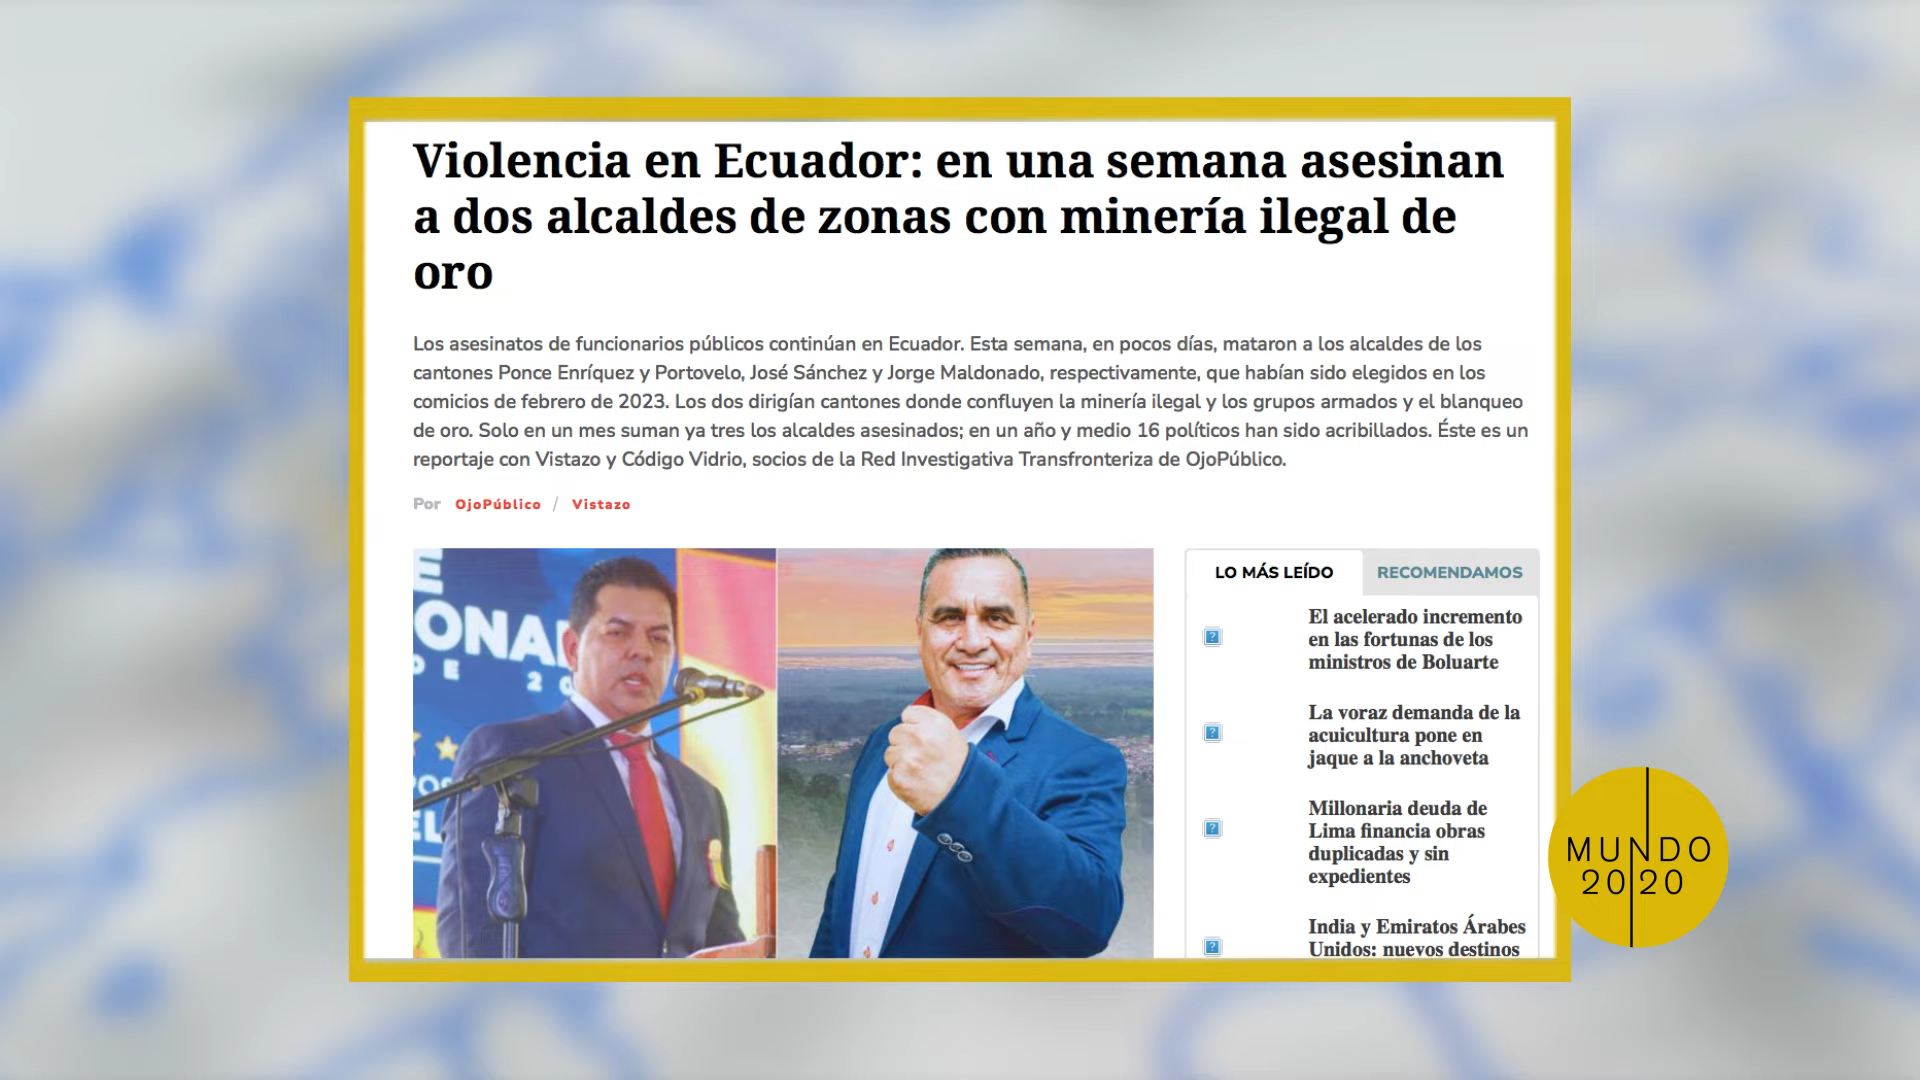 Violencia en Ecuador: en una semana asesinan
a dos alcaldes de zonas con minería ilegal de
oro
Los asesinatos de funcionarios públicos continúan en Ecuador. Esta semana, en pocos días, mataron a los alcaldes de los
cantones Ponce Enríquez y Portovelo, José Sánchez y Jorge Maldonado, respectivamente, que habían sido elegidos en los
comicios de febrero de 2023. Los dos dirigían cantones donde confluyen la minería ilegal y los grupos armados y el blanqueo
de oro. Solo en un mes suman ya tres los alcaldes asesinados; en un año y medio 16 políticos han sido acribillados. Éste es un
reportaje con Vistazo y Código Vidrio, socios de la Red Investigativa Transfronteriza de OjoPúblico.
Por OjoPúblico / Vistazo
LO MÁS LEÍDO
RECOMENDAMOS
El acelerado incremento
en las fortunas de los
ministros de Boluarte
La voraz demanda de la
acuicultura pone en
jaque a la anchoveta
Millonaria deuda de
Lima financia obras
duplicadas y sin
expedientes
India y Emiratos Árabes
Unidos: nuevos destinos
MUNDO
2020